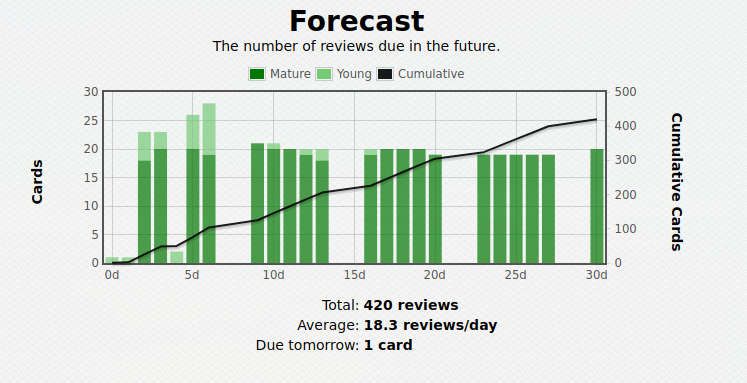 Forecast
The number of reviews due in the future.
Mature Young Cumulative
30 500
25 400
20 300
15 200
10 100
5 0
0
Cards
Cumulative Cards
0d 5d 10d 15d 20d 25d 30d
Total: 420 reviews
Average: 18.3 reviews/day
Due tomorrow: 1 card